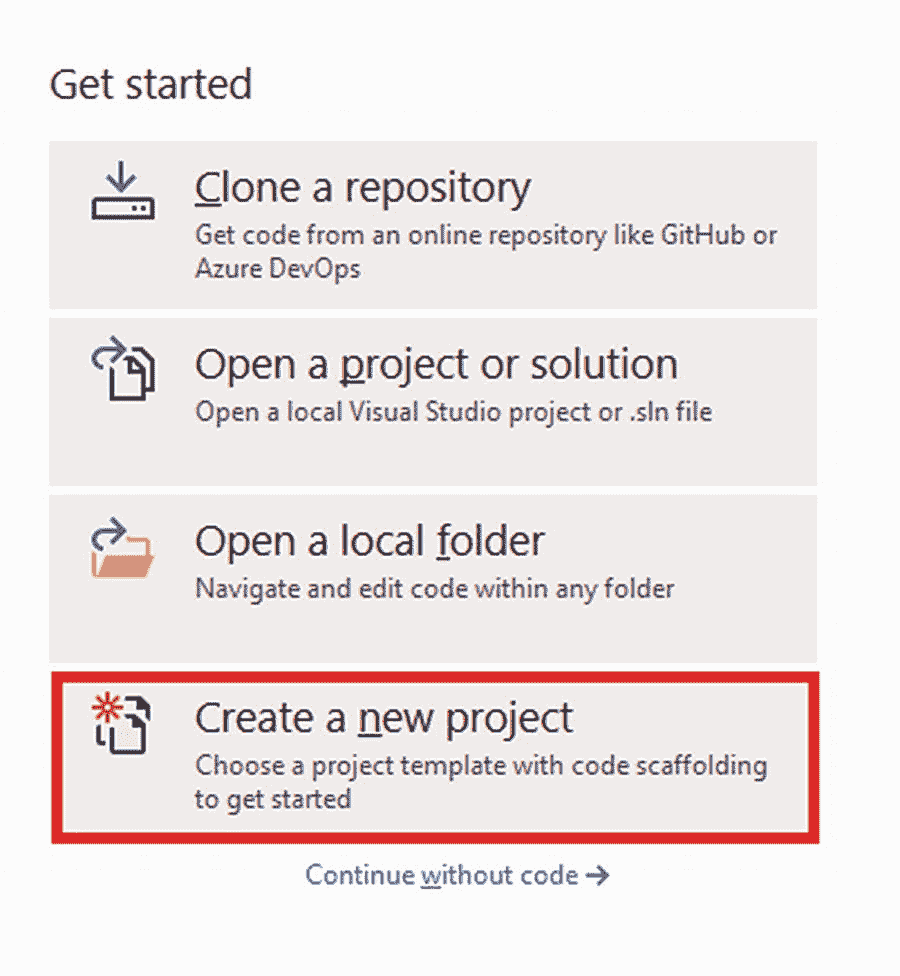 Get started
Clone a repository
Get code from an online repository like GitHub or
Azure DevOps
Open a project or solution
Open a local Visual Studio project or .sln file
Open a local folder
Navigate and edit code within any folder
Create a new project
Choose a project template with code scaffolding
to get started
Continue without code →